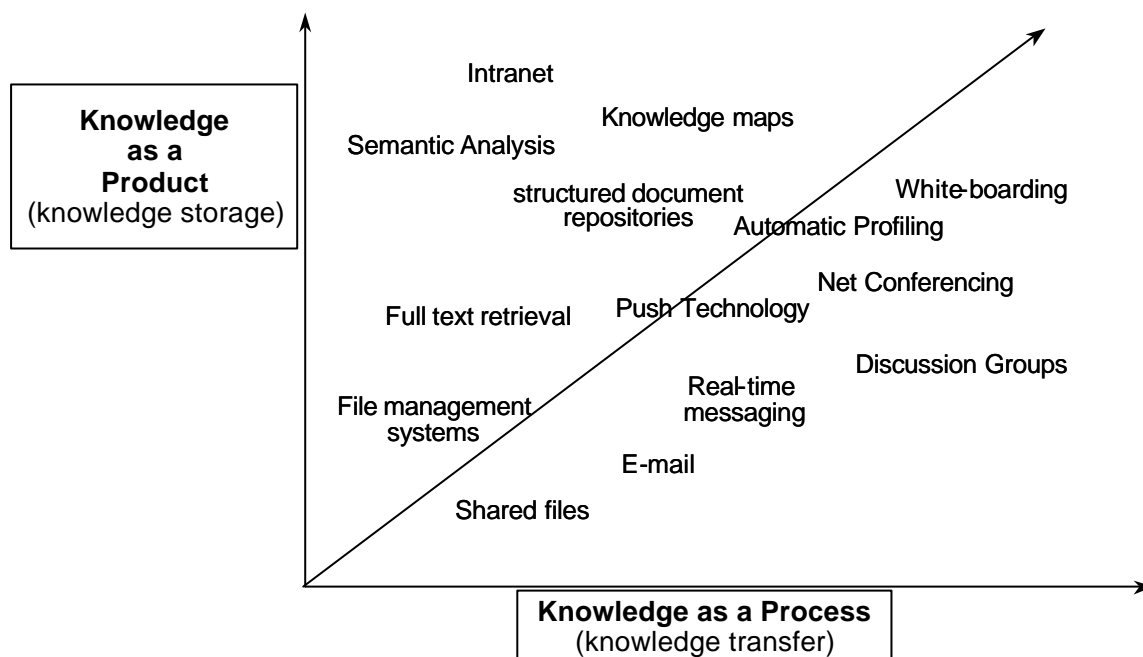 Intranet
Knowledge maps
Knowledge
as a
Product
(knowledge storage)
Semantic Analysis
structured document
repositories
White-boarding
Automatic Profiling
Net Conferencing
Full text retrieval
Push Technology
Discussion Groups
Real-time
messaging
File management
systems
E-mail
Shared files
Knowledge as a Process
(knowledge transfer)